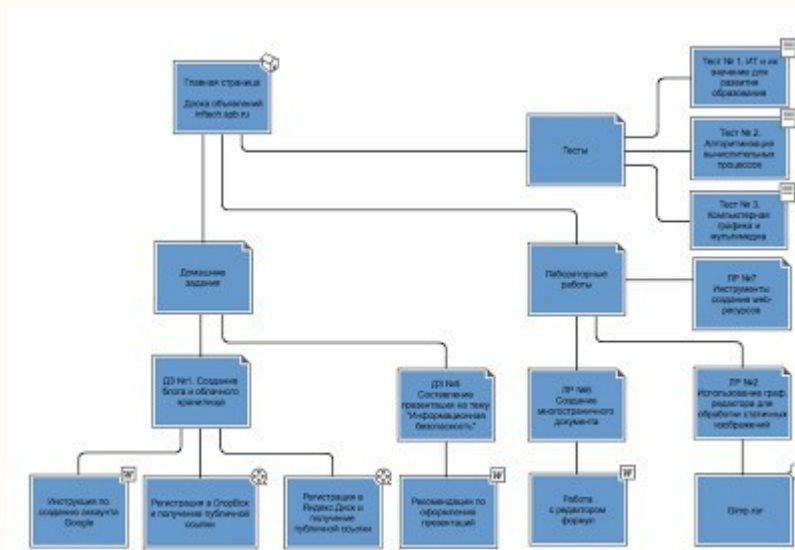 Главная страница
Доска объявлений
inftech.spb.ru
Тест № 1. ИТ и их
значение для
развития
образования
Тесты
Тест № 2.
Алгоритмизация
вычислительных
процессов
Тест № 3.
Компьютерная
графика и
мультимедиа
Домашние
задания
Лабораторные
работы
ЛР №7
Инструменты
создания web-
ресурсов
ДЗ №1. Создание
блога и облачного
хранилища
ДЗ №5
Составление
презентации на тему
"Информационная
безопасность"
ЛР №6
Создание
многостраничного
документа
ЛР №2
Использование граф.
редактора для
обработки статичных
изображений
Инструкция по
созданию аккаунта
Google
Регистрация в DropBox
и получение публичной
ссылки
Регистрация в
Яндекс.Диск и
получение
публичной ссылки
Рекомендации по
оформлению
презентаций
Работа
с редактором
формул
Gimp.rar
W
W
W